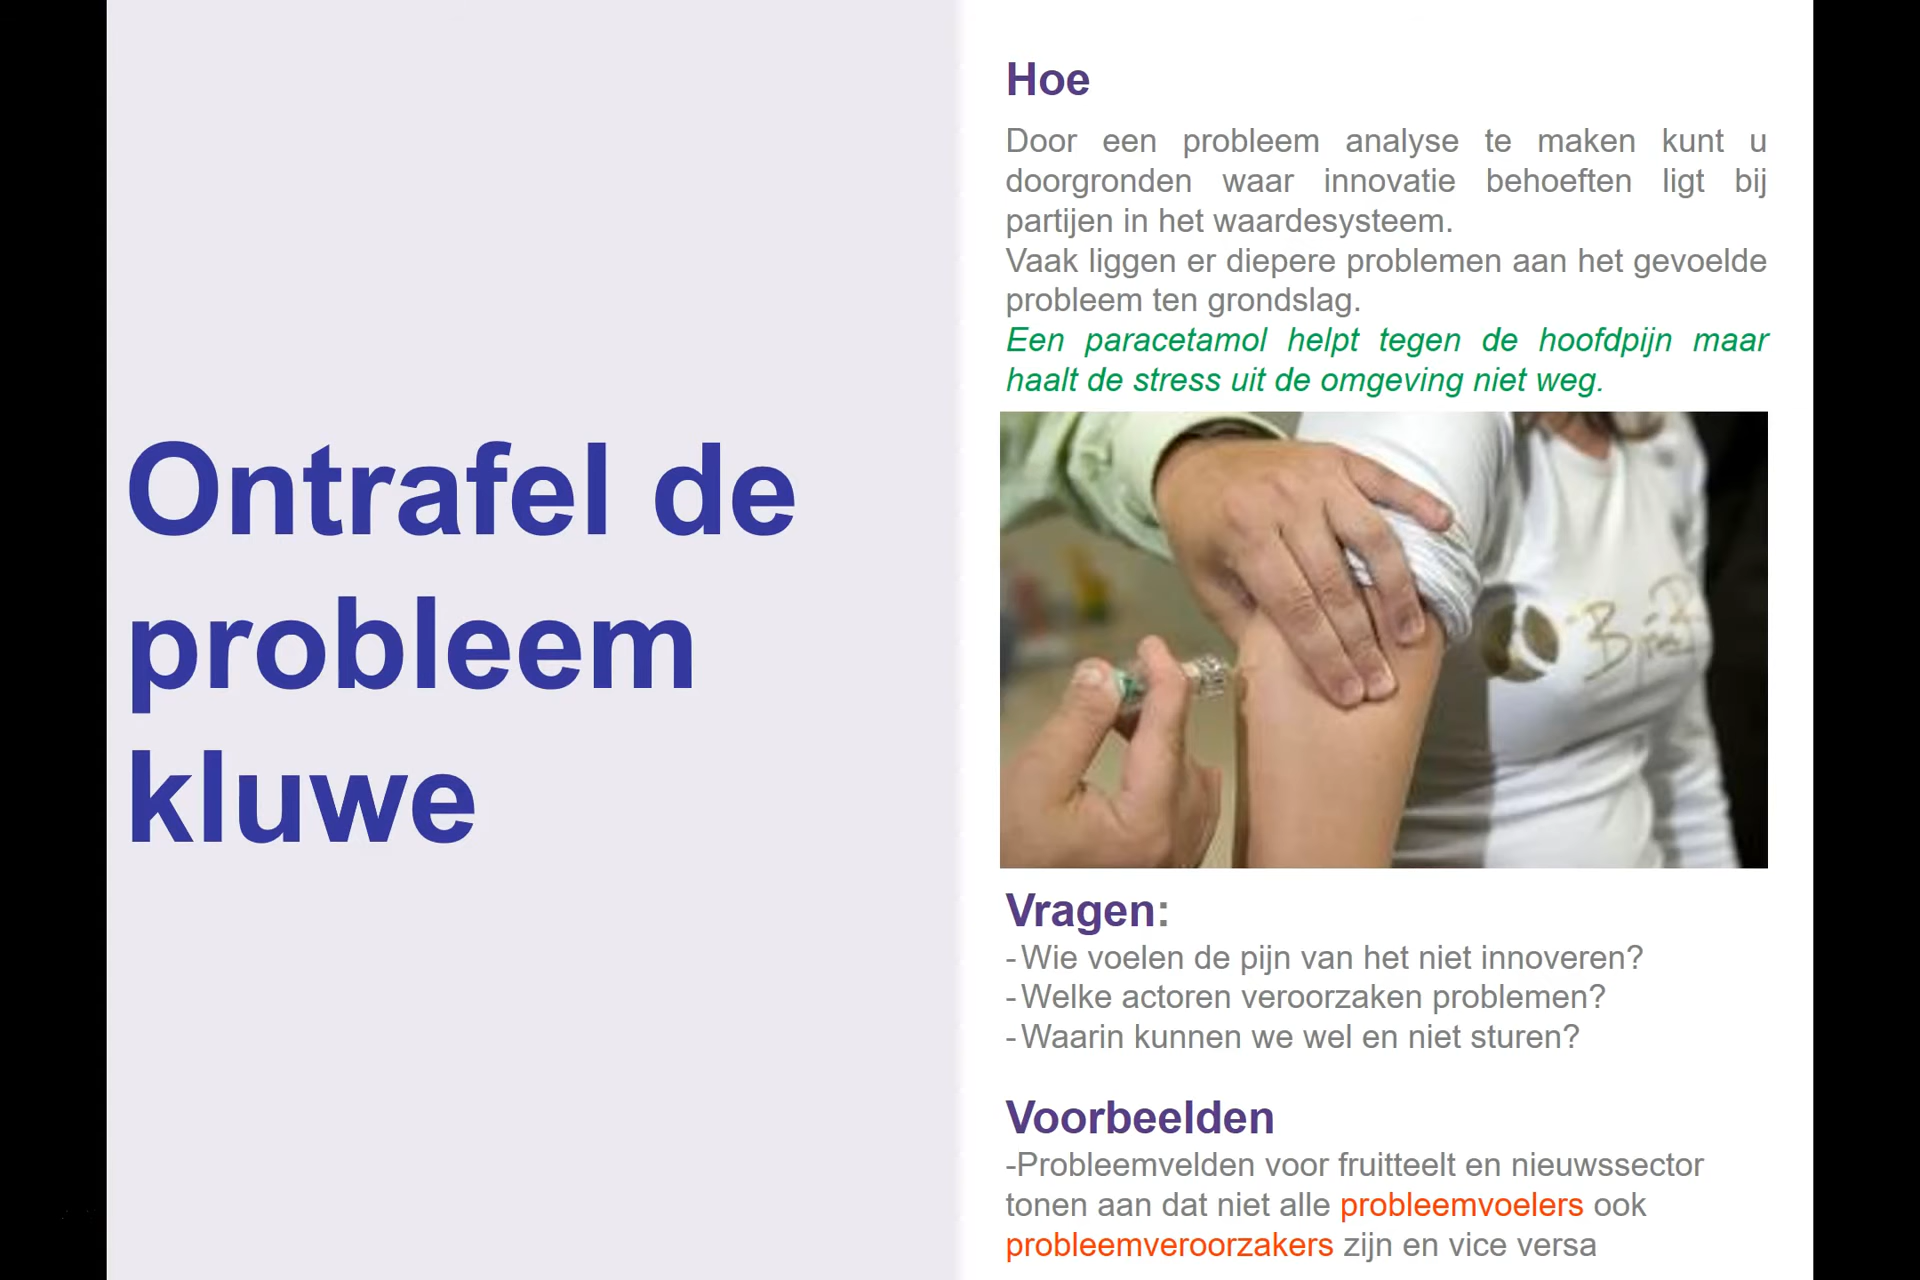 Ontrafel de
probleem
kluwe
Hoe
Door een probleem analyse te maken kunt u
doorgronden waar innovatie behoeften ligt bij
partijen in het waardesysteem.
Vaak liggen er diepere problemen aan het gevoelde
probleem ten grondslag.
Een paracetamol helpt tegen de hoofdpijn maar
haalt de stress uit de omgeving niet weg.
Vragen:
-Wie voelen de pijn van het niet innoveren?
-Welke actoren veroorzaken problemen?
-Waarin kunnen we wel en niet sturen?
Voorbeelden
-Probleemvelden voor fruitteelt en nieuwssector
tonen aan dat niet alle probleemvoelers ook
probleemveroorzakers zijn en vice versa